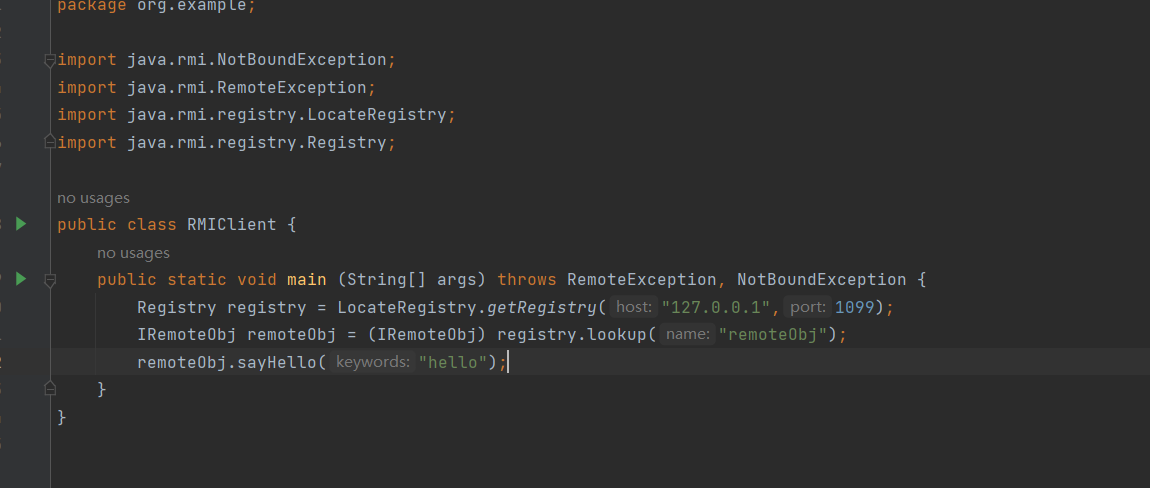 package org.example;
import java.rmi.NotBoundException;
import java.rmi.RemoteException;
import java.rmi.registry.LocateRegistry;
import java.rmi.registry.Registry;
no usages
public class RMIClient {
no usages
public static void main (String[] args) throws RemoteException, NotBoundException {
Registry registry = LocateRegistry.getRegistry( host: "127.0.0.1", port: 1099);
IRemoteObj remoteObj = (IRemoteObj) registry.lookup( name: "remoteObj");
remoteObj.sayHello( keywords: "hello");
}
}